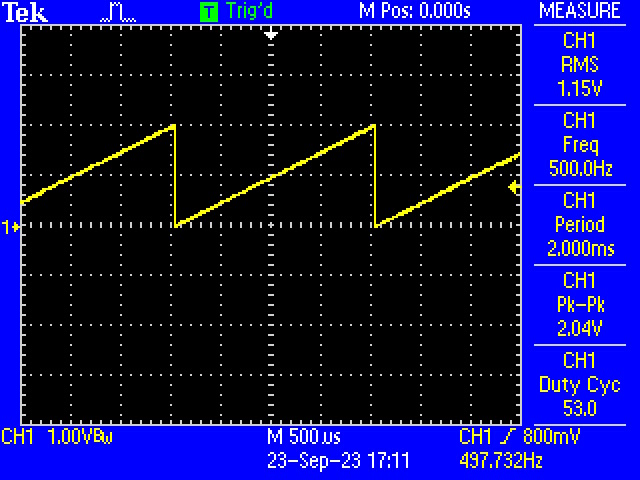 Tek T Trig'd M Pos: 0.000s MEASURE
CH1
RMS
1.15V
CH1
Freq
500.0Hz
CH1
Period
2.000ms
CH1
Pk-Pk
2.04V
CH1
Duty Cyc
53.0
1
CH1 1.00VBw M 500µs CH1 800mV
23-Sep-23 17:11 497.732Hz